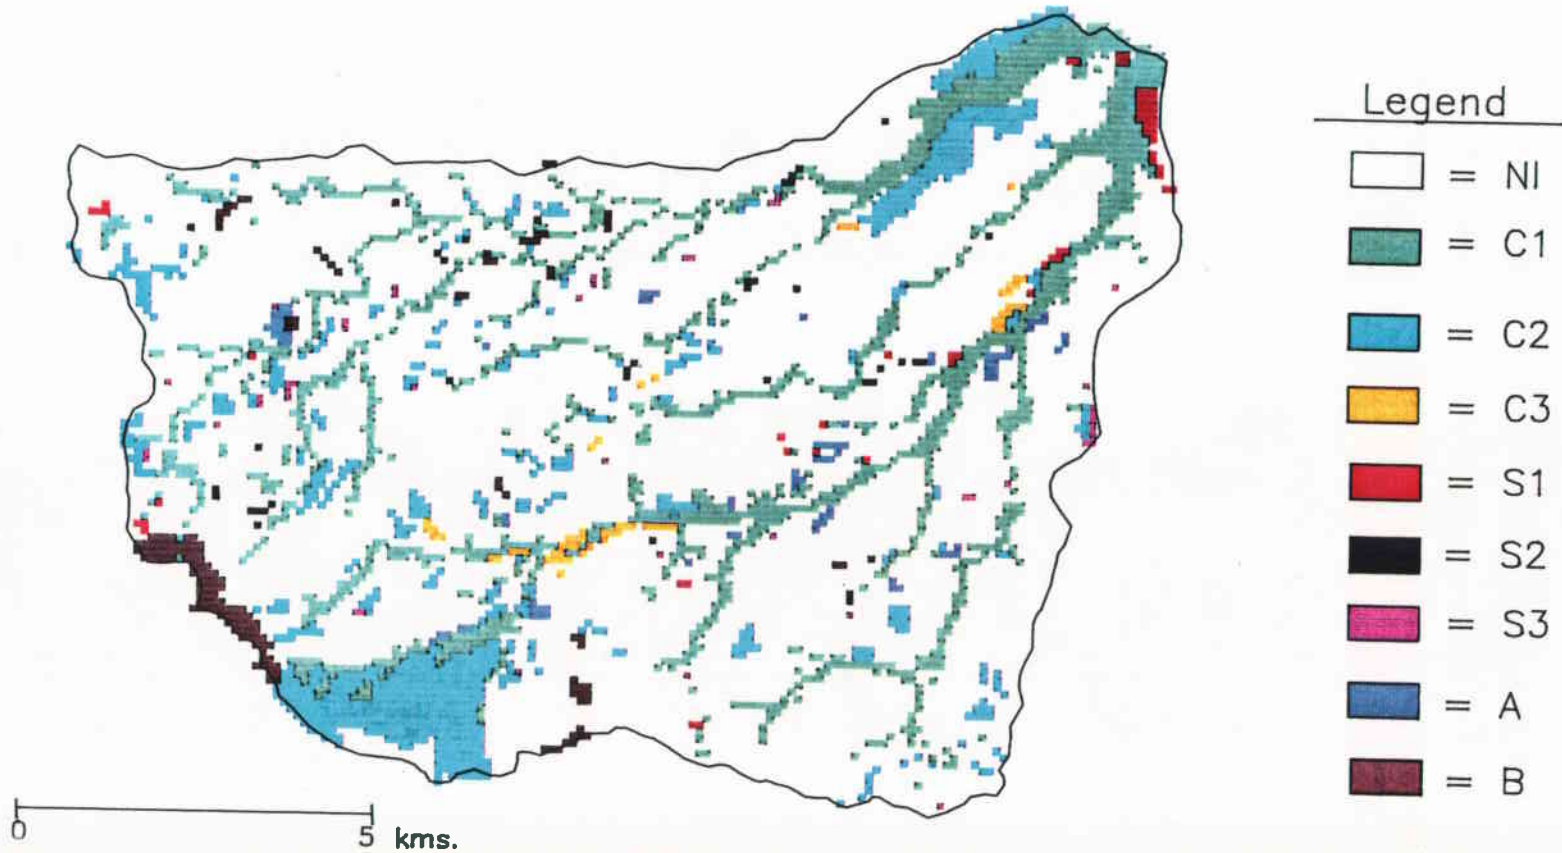 Legend
= NI
= C1
= C2
= C3
= S1
= S2
= S3
= A
= B
0 5 kms.